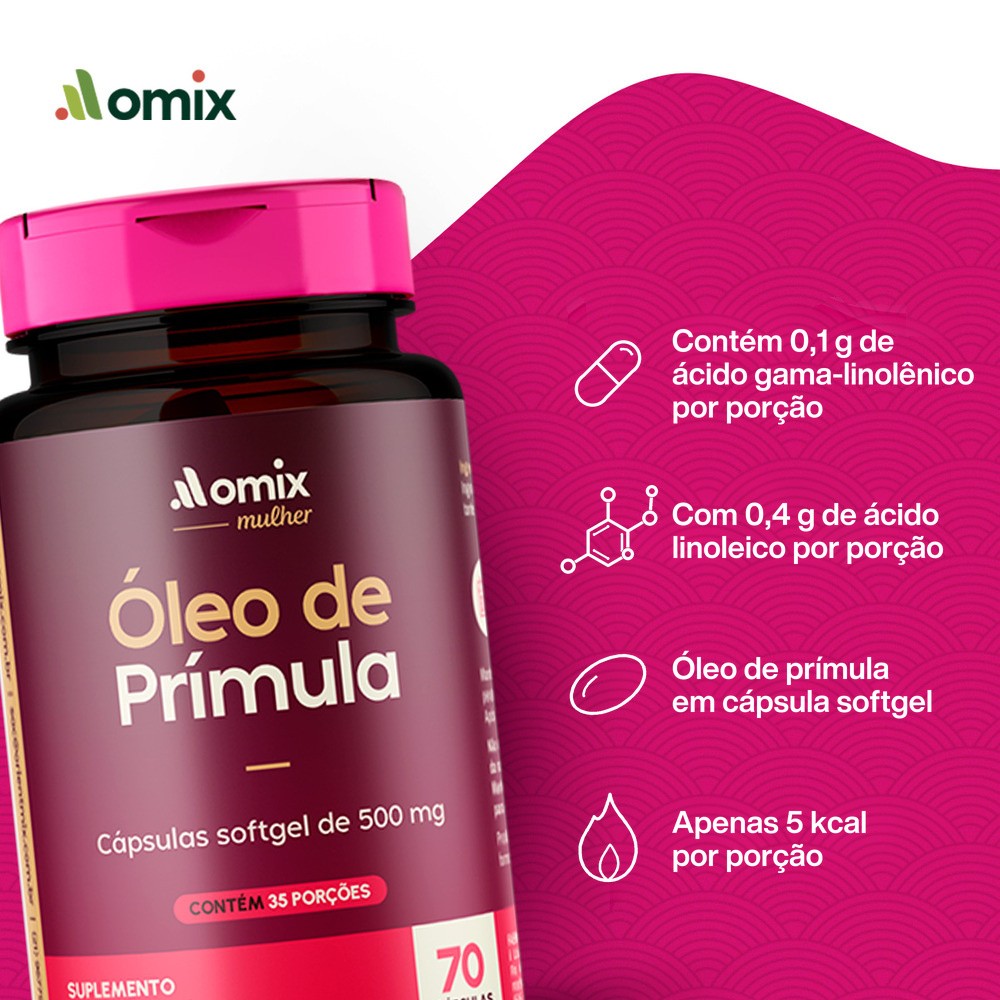 omix
Contém 0,1 g de
ácido gama-linolênico
por porção
Com 0,4 g de ácido
linoleico por porção
Óleo de prímula
em cápsula softgel
Apenas 5 kcal
por porção
omix
mulher
Óleo de
Prímula
Cápsulas softgel de 500 mg
CONTÉM 35 PORÇÕES
SUPLEMENTO
70